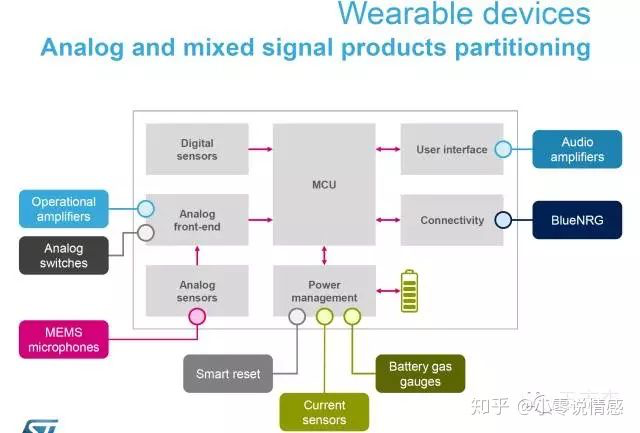 Wearable devices
Analog and mixed signal products partitioning
Digital
sensors
MCU
User interface
Audio
amplifiers
Operational
amplifiers
Analog
switches
Analog
front-end
Connectivity
BlueNRG
Analog
sensors
Power
management
MEMS
microphones
Smart reset
Current
sensors
Battery gas
gauges
知乎 @小零说情感
ST